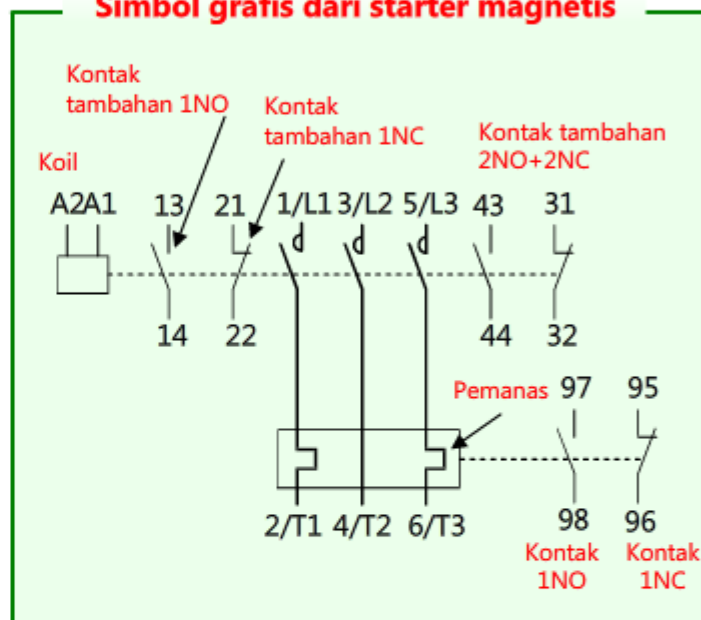 Simbol grafis dari starter magnetis
Kontak
tambahan 1NO
Kontak
tambahan 1NC
Kontak tambahan
2NO+2NC
Koil
A2A1 13 21 1/L1 3/L2 5/L3 43 31
14 22 44 32
Pemanas 97 95
2/T1 4/T2 6/T3 98 96
Kontak
1NO
Kontak
1NC